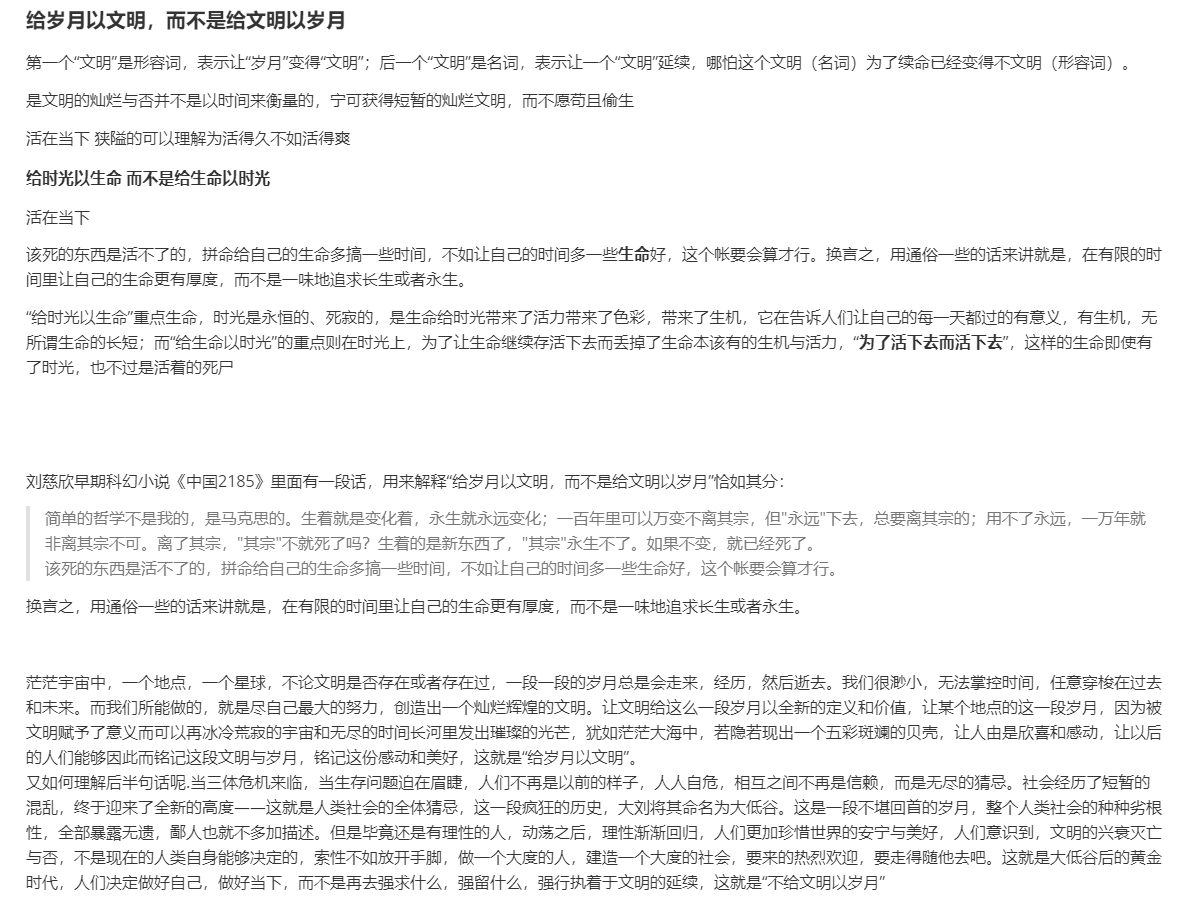 给岁月以文明，而不是给文明以岁月
第一个“文明”是形容词，表示让“岁月”变得“文明”；后一个“文明”是名词，表示让一个“文明”延续，哪怕这个文明（名词）为了续命已经变得不文明（形容词）。
是文明的灿烂与否并不是以时间来衡量的，宁可获得短暂的灿烂文明，而不愿苟且偷生
活在当下 狭隘的可以理解为活得久不如活得爽
给时光以生命 而不是给生命以时光
活在当下
该死的东西是活不了的，拼命给自己的生命多搞一些时间，不如让自己的时间多一些生命好，这个帐要会算才行。换言之，用通俗一些的话来讲就是，在有限的时
间里让自己的生命更有厚度，而不是一味地追求长生或者永生。
“给时光以生命”重点生命，时光是永恒的、死寂的，是生命给时光带来了活力带来了色彩，带来了生机，它在告诉人们让自己的每一天都过的有意义，有生机，无
所谓生命的长短；而“给生命以时光”的重点则在时光上，为了让生命继续存活下去而丢掉了生命本该有的生机与活力，“为了活下去而活下去”，这样的生命即使有
了时光，也不过是活着的死尸
刘慈欣早期科幻小说《中国2185》里面有一段话，用来解释“给岁月以文明，而不是给文明以岁月”恰如其分：
简单的哲学不是我的，是马克思的。生着就是变化着，永生就永远变化；一百年里可以万变不离其宗，但"永远"下去，总要离其宗的；用不了永远，一万年就
非离其宗不可。离了其宗，"其宗"不就死了吗？生着的是新东西了，"其宗"永生不了。如果不变，就已经死了。
该死的东西是活不了的，拼命给自己的生命多搞一些时间，不如让自己的时间多一些生命好，这个帐要会算才行。
换言之，用通俗一些的话来讲就是，在有限的时间里让自己的生命更有厚度，而不是一味地追求长生或者永生。
茫茫宇宙中，一个地点，一个星球，不论文明是否存在或者存在过，一段一段的岁月总是会走来，经历，然后逝去。我们很渺小，无法掌控时间，任意穿梭在过去
和未来。而我们所能做的，就是尽自己最大的努力，创造出一个灿烂辉煌的文明。让文明给这么一段岁月以全新的定义和价值，让某个地点的这一段岁月，因为被
文明赋予了意义而可以再冰冷荒寂的宇宙和无尽的时间长河里发出璀璨的光芒，犹如茫茫大海中，若隐若现出一个五彩斑斓的贝壳，让人由是欣喜和感动，让以后
的人们能够因此而铭记这段文明与岁月，铭记这份感动和美好，这就是“给岁月以文明”。
又如何理解后半句话呢.当三体危机来临，当生存问题迫在眉睫，人们不再是以前的样子，人人自危，相互之间不再是信赖，而是无尽的猜忌。社会经历了短暂的
混乱，终于迎来了全新的高度——这就是人类社会的全体猜忌，这一段疯狂的历史，大刘将其命名为大低谷。这是一段不堪回首的岁月，整个人类社会的种种劣根
性，全部暴露无遗，鄙人也就不多加描述。但是毕竟还是有理性的人，动荡之后，理性渐渐回归，人们更加珍惜世界的安宁与美好，人们意识到，文明的兴衰灭亡
与否，不是现在的人类自身能够决定的，索性不如放开手脚，做一个大度的人，建造一个大度的社会，要来的热烈欢迎，要走得随他去吧。这就是大低谷后的黄金
时代，人们决定做好自己，做好当下，而不是再去强求什么，强留什么，强行执着于文明的延续，这就是“不给文明以岁月”